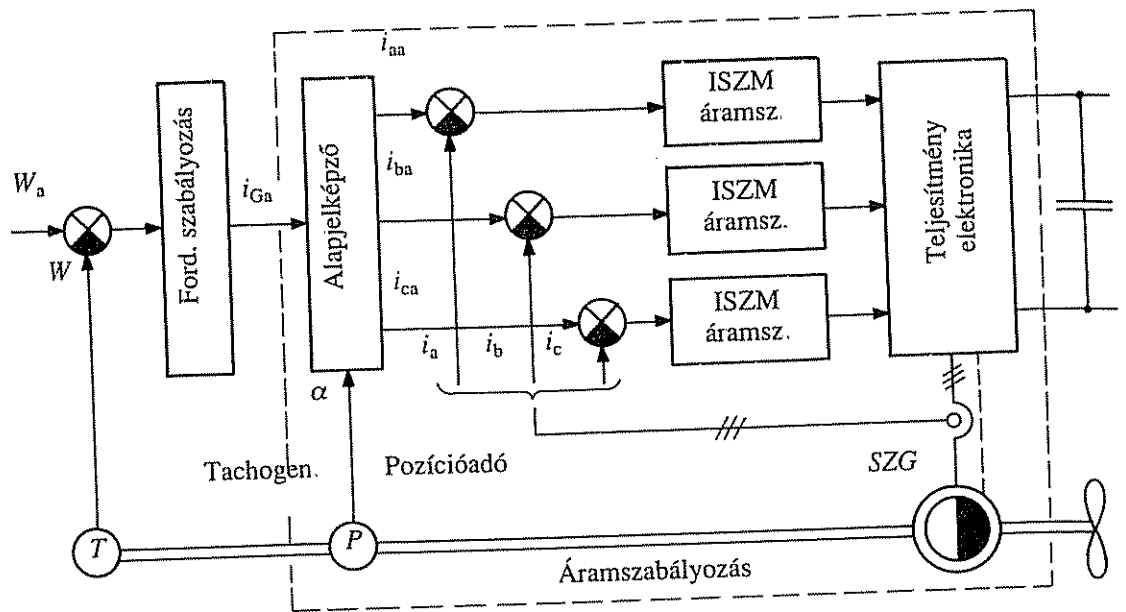 i_aa
W_a
W
Ford. szabályozás
i_Ga
Alapjelképző
i_ba
i_ca
ISZM
áramsz.
ISZM
áramsz.
ISZM
áramsz.
Teljesítmény
elektronika
i_a
i_b
i_c
α
Tachogen.
Pozícióadó
SZG
T
P
Áramszabályozás